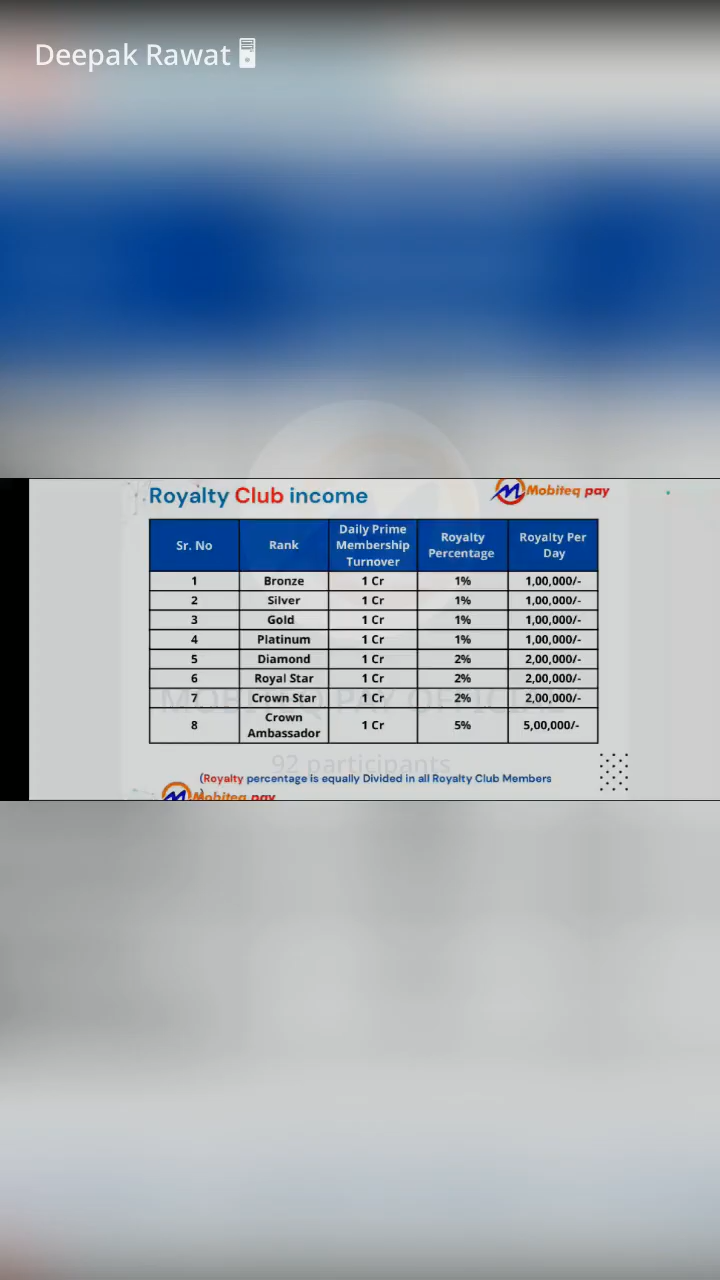 Deepak Rawat
Royalty Club income
Mobiteq pay
Sr. No Rank Daily Prime Membership Turnover Royalty Percentage Royalty Per Day
1 Bronze 1 Cr 1% 1,00,000/-
2 Silver 1 Cr 1% 1,00,000/-
3 Gold 1 Cr 1% 1,00,000/-
4 Platinum 1 Cr 1% 1,00,000/-
5 Diamond 1 Cr 2% 2,00,000/-
6 Royal Star 1 Cr 2% 2,00,000/-
7 Crown Star 1 Cr 2% 2,00,000/-
8 Crown Ambassador 1 Cr 5% 5,00,000/-
MOBITEQ PAY OFFICIAL
92 participants
(Royalty percentage is equally Divided in all Royalty Club Members
)
Mobiteq pay